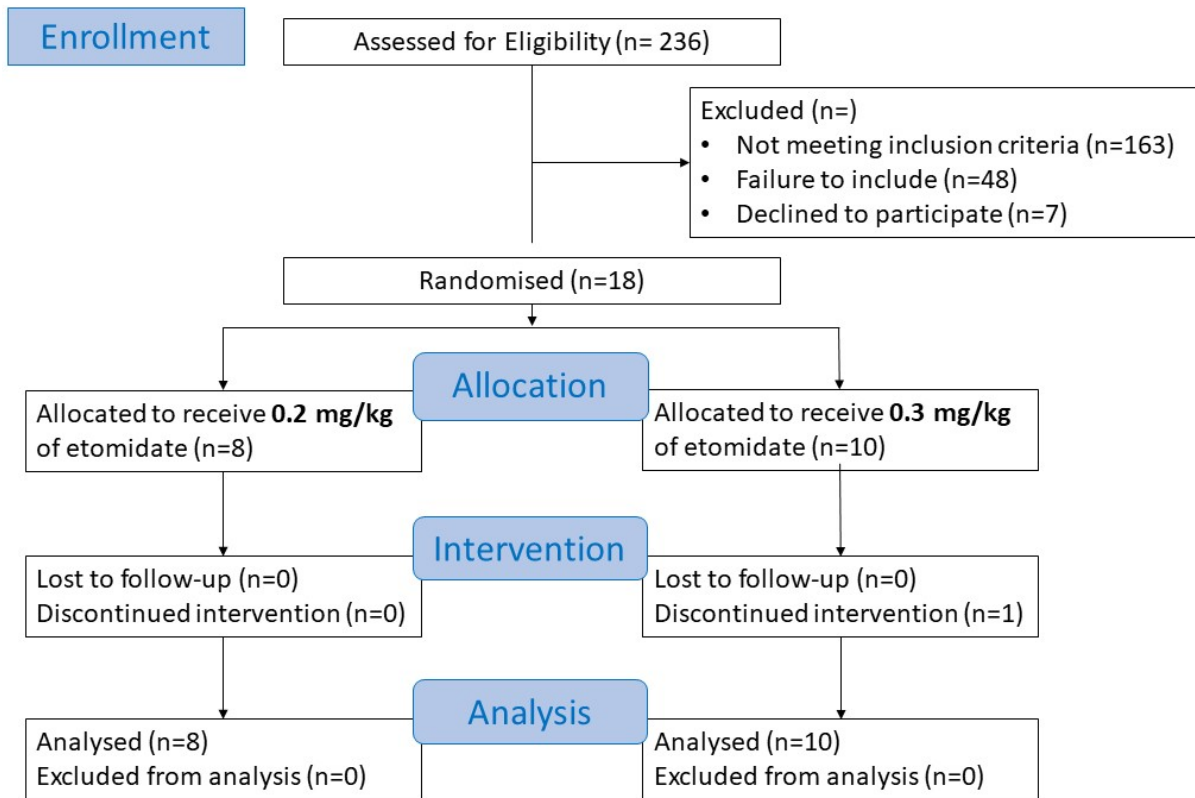 Enrollment
Assessed for Eligibility (n= 236)
Excluded (n=)
• Not meeting inclusion criteria (n=163)
• Failure to include (n=48)
• Declined to participate (n=7)
Randomised (n=18)
Allocation
Allocated to receive 0.2 mg/kg
of etomidate (n=8)
Allocated to receive 0.3 mg/kg
of etomidate (n=10)
Intervention
Lost to follow-up (n=0)
Discontinued intervention (n=0)
Lost to follow-up (n=0)
Discontinued intervention (n=1)
Analysis
Analysed (n=8)
Excluded from analysis (n=0)
Analysed (n=10)
Excluded from analysis (n=0)